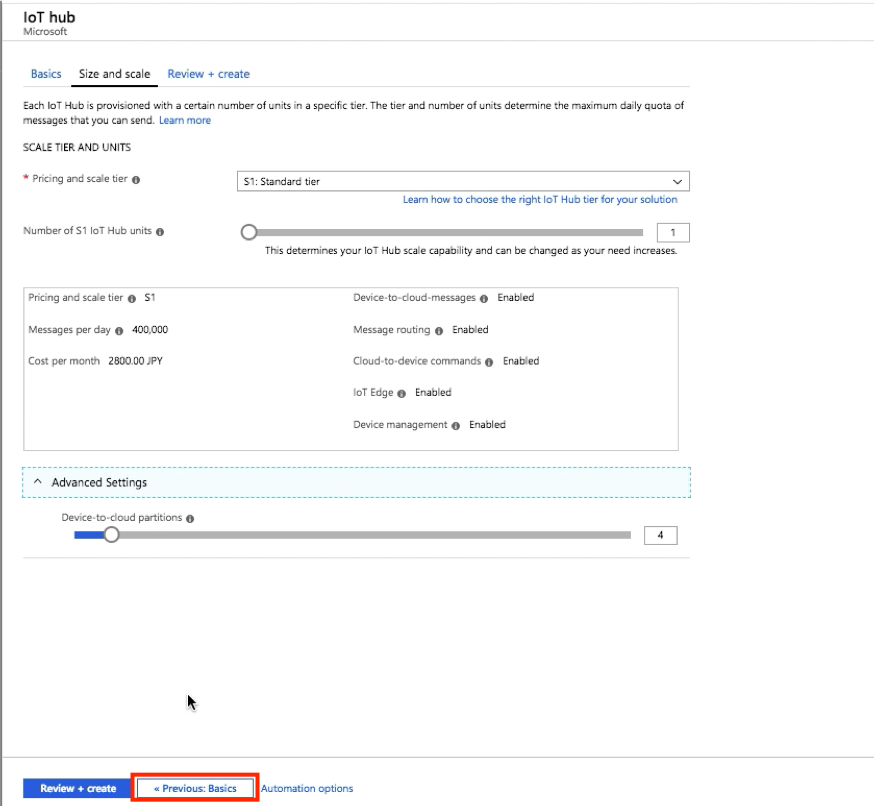 IoT hub
Microsoft
Basics Size and scale Review + create
Each IoT Hub is provisioned with a certain number of units in a specific tier. The tier and number of units determine the maximum daily quota of
messages that you can send. Learn more
SCALE TIER AND UNITS
* Pricing and scale tier S1: Standard tier
Learn how to choose the right IoT Hub tier for your solution
Number of S1 IoT Hub units 1
This determines your IoT Hub scale capability and can be changed as your need increases.
Pricing and scale tier S1 Device-to-cloud-messages Enabled
Messages per day 400,000 Message routing Enabled
Cost per month 2800.00 JPY Cloud-to-device commands Enabled
IoT Edge Enabled
Device management Enabled
Advanced Settings
Device-to-cloud partitions
4
Review + create « Previous: Basics Automation options